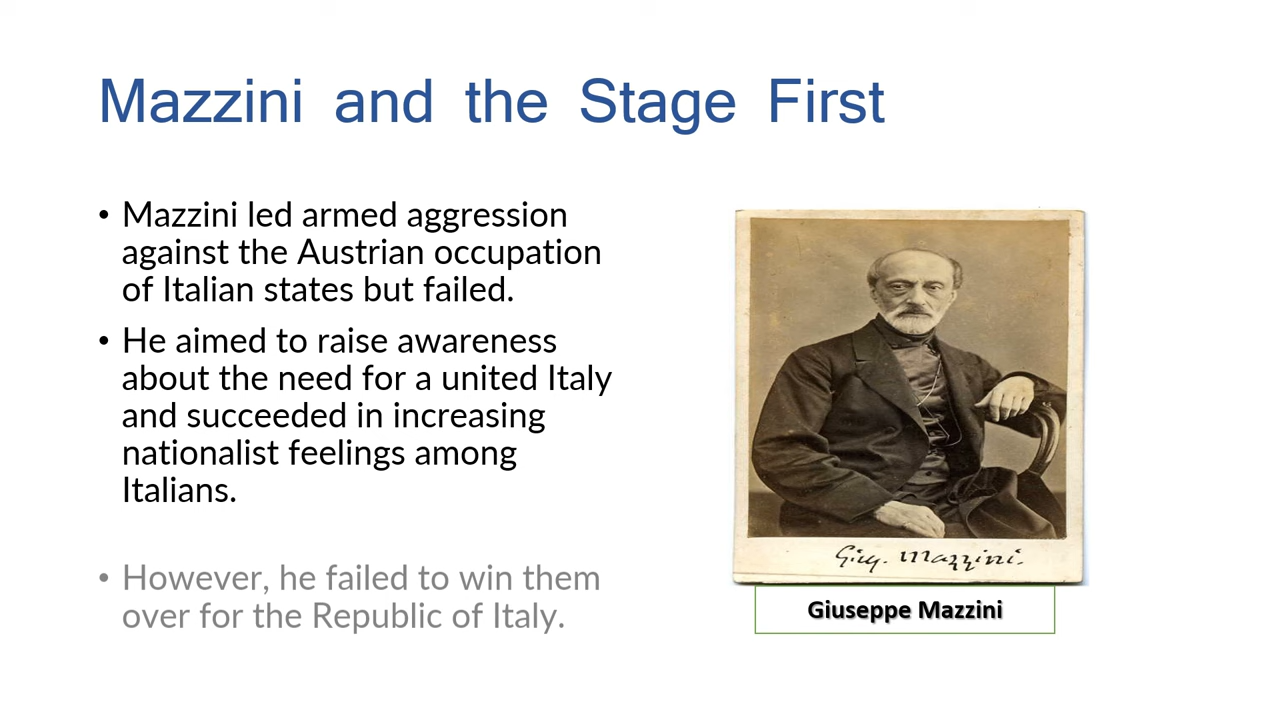 Mazzini and the Stage First
• Mazzini led armed aggression
against the Austrian occupation
of Italian states but failed.
• He aimed to raise awareness
about the need for a united Italy
and succeeded in increasing
nationalist feelings among
Italians.
• However, he failed to win them
over for the Republic of Italy.
Gius. Mazzini.
Giuseppe Mazzini